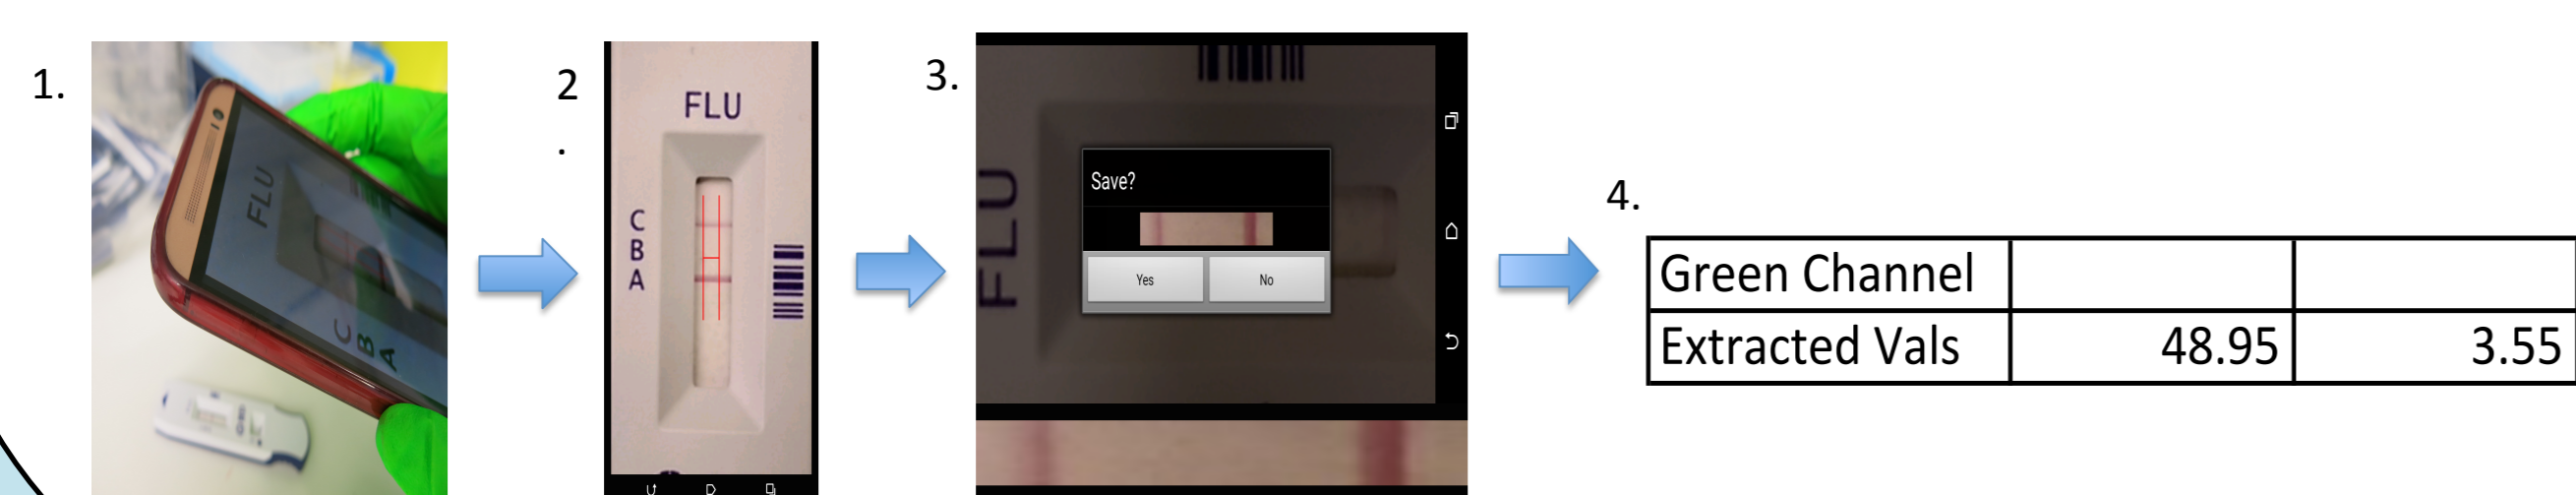 1.
FLU
C
B
A
2
.
FLU
C
B
A
3.
FLU
Save?
Yes
No
4.
Green Channel
Extracted Vals 48.95 3.55